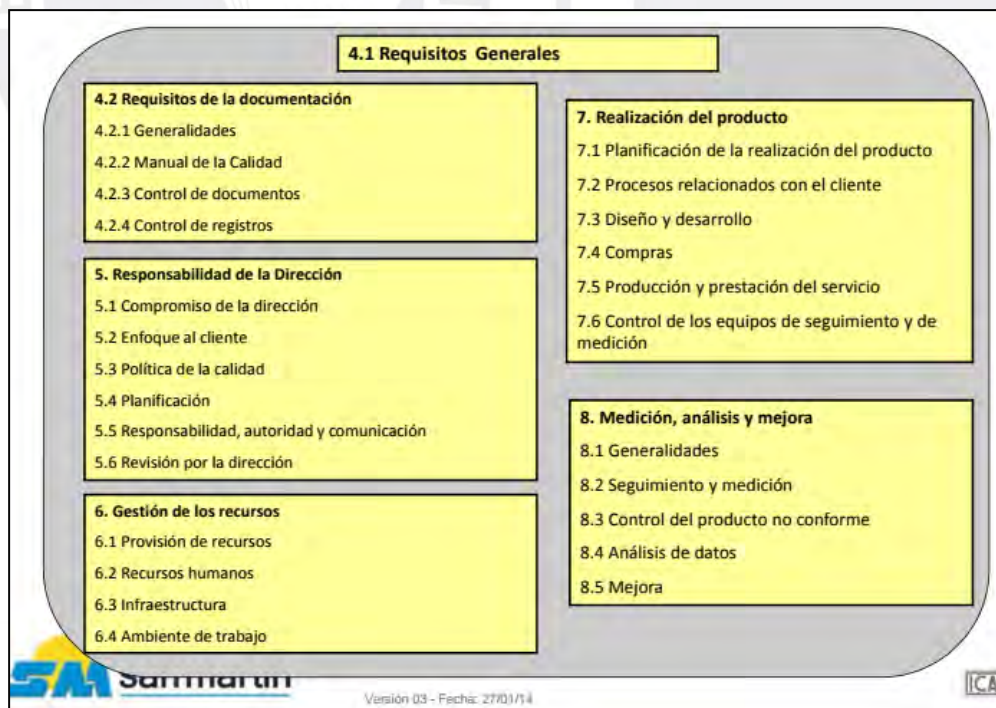 4.1 Requisitos Generales
4.2 Requisitos de la documentación
4.2.1 Generalidades
4.2.2 Manual de la Calidad
4.2.3 Control de documentos
4.2.4 Control de registros
5. Responsabilidad de la Dirección
5.1 Compromiso de la dirección
5.2 Enfoque al cliente
5.3 Política de la calidad
5.4 Planificación
5.5 Responsabilidad, autoridad y comunicación
5.6 Revisión por la dirección
6. Gestión de los recursos
6.1 Provisión de recursos
6.2 Recursos humanos
6.3 Infraestructura
6.4 Ambiente de trabajo
7. Realización del producto
7.1 Planificación de la realización del producto
7.2 Procesos relacionados con el cliente
7.3 Diseño y desarrollo
7.4 Compras
7.5 Producción y prestación del servicio
7.6 Control de los equipos de seguimiento y de
medición
8. Medición, análisis y mejora
8.1 Generalidades
8.2 Seguimiento y medición
8.3 Control del producto no conforme
8.4 Análisis de datos
8.5 Mejora
SM sanmartin
Versión 03 - Fecha: 27/01/14
ICA